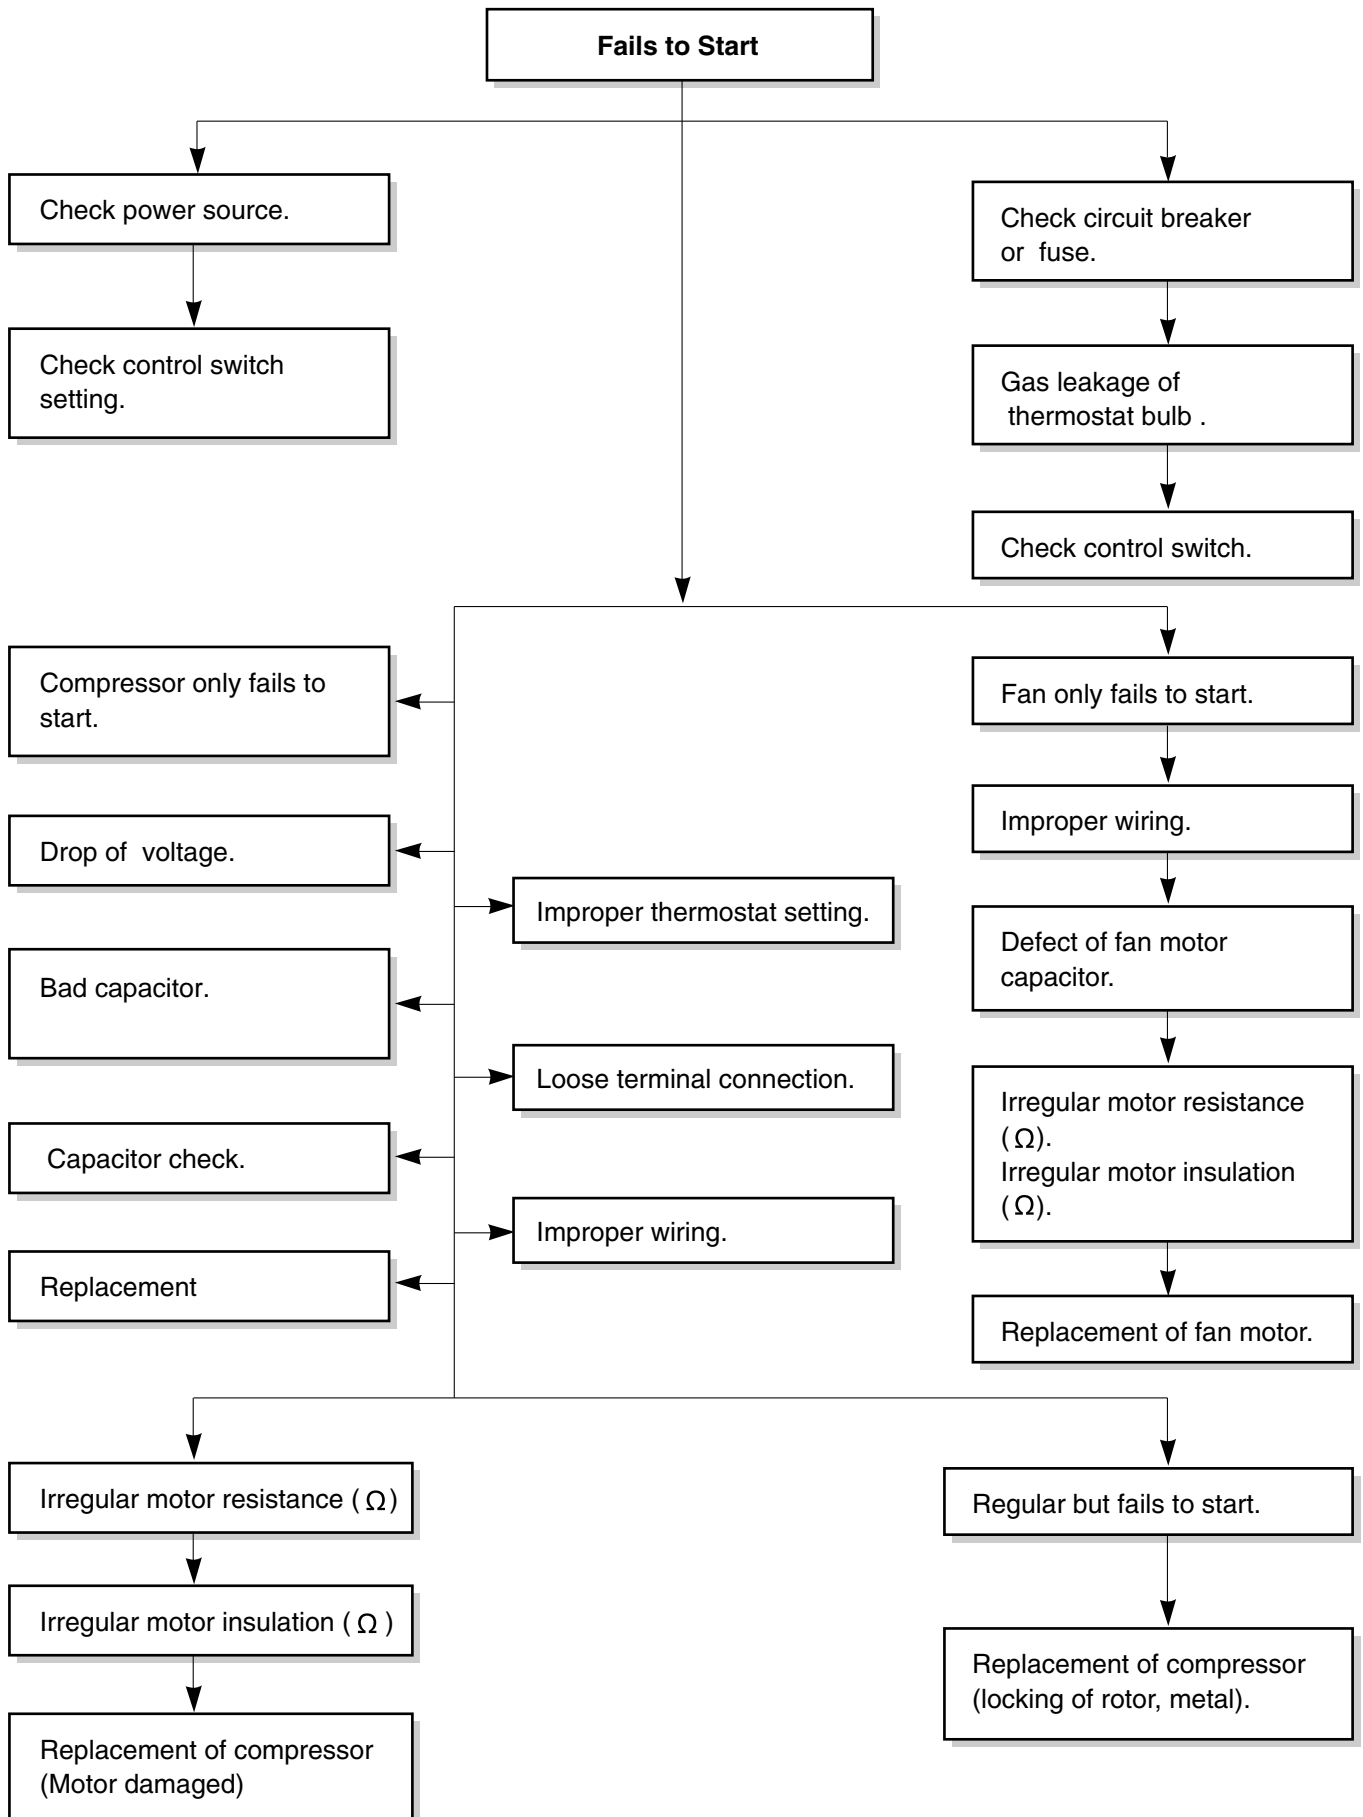 Fails to Start
Check power source.
Check control switch
setting.
Check circuit breaker
or fuse.
Gas leakage of
thermostat bulb .
Check control switch.
Compressor only fails to
start.
Drop of voltage.
Bad capacitor.
Capacitor check.
Replacement
Improper thermostat setting.
Loose terminal connection.
Improper wiring.
Fan only fails to start.
Improper wiring.
Defect of fan motor
capacitor.
Irregular motor resistance
( Ω).
Irregular motor insulation
(Ω).
Replacement of fan motor.
Irregular motor resistance ( Ω)
Irregular motor insulation ( Ω )
Replacement of compressor
(Motor damaged)
Regular but fails to start.
Replacement of compressor
(locking of rotor, metal).